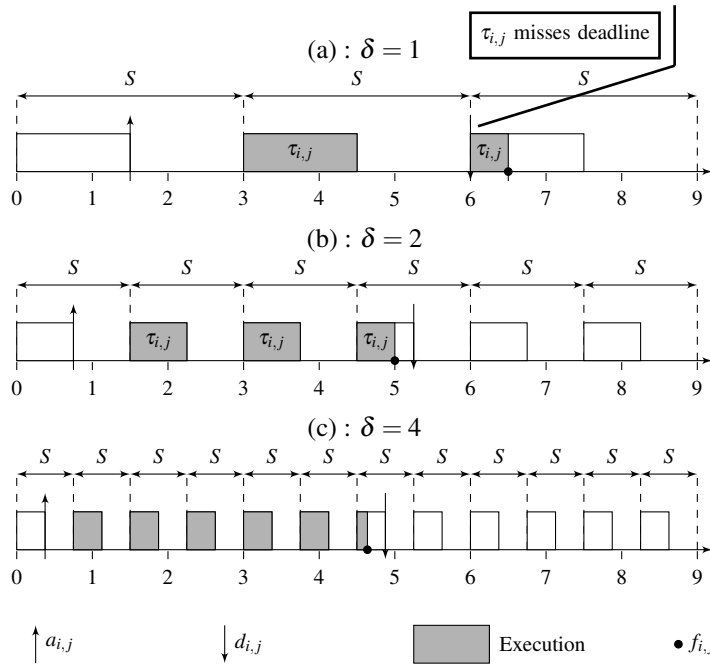 τi,j misses deadline
(a) : δ = 1
S S S
τi,j τi,j
0 1 2 3 4 5 6 7 8 9
(b) : δ = 2
S S S S S S
τi,j τi,j τi,j
0 1 2 3 4 5 6 7 8 9
(c) : δ = 4
S S S S S S S S S S S S
0 1 2 3 4 5 6 7 8 9
ai,j di,j Execution fi,